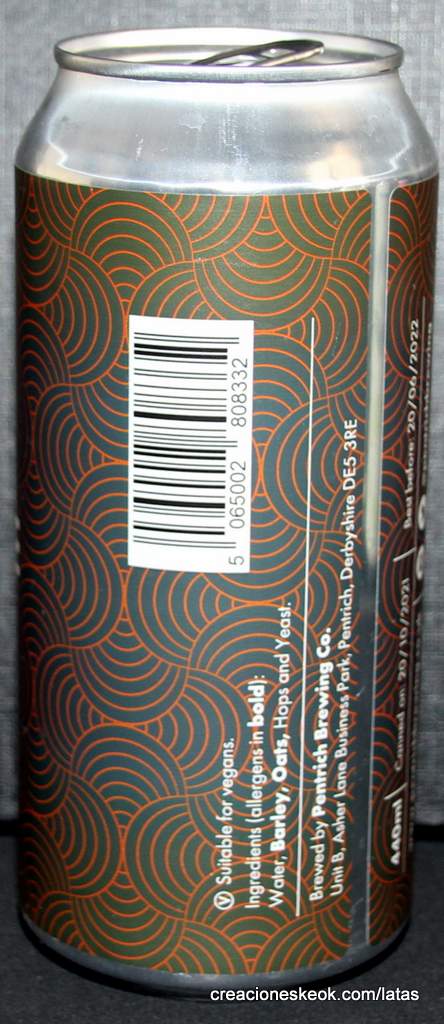 5 065002 808332
Ⓥ Suitable for vegans.
Ingredients (allergens in bold):
Water, Barley, Oats, Hops and Yeast.
Brewed by Pentrich Brewing Co.
Unit B, Asher Lane Business Park, Pentrich, Derbyshire DE5 3RE
440ml
Canned on: 20/10/2021
Best before: 20/06/2022
creacioneskeok.com/latas